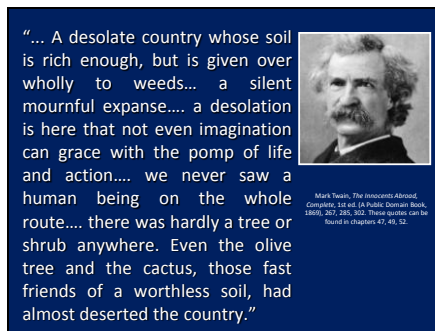 “... A desolate country whose soil
is rich enough, but is given over
wholly to weeds… a silent
mournful expanse…. a desolation
is here that not even imagination
can grace with the pomp of life
and action…. we never saw a
human being on the whole
route…. there was hardly a tree or
shrub anywhere. Even the olive
tree and the cactus, those fast
friends of a worthless soil, had
almost deserted the country.”
Mark Twain, The Innocents Abroad,
Complete, 1st ed. (A Public Domain Book,
1869), 267, 285, 302. These quotes can be
found in chapters 47, 49, 52.